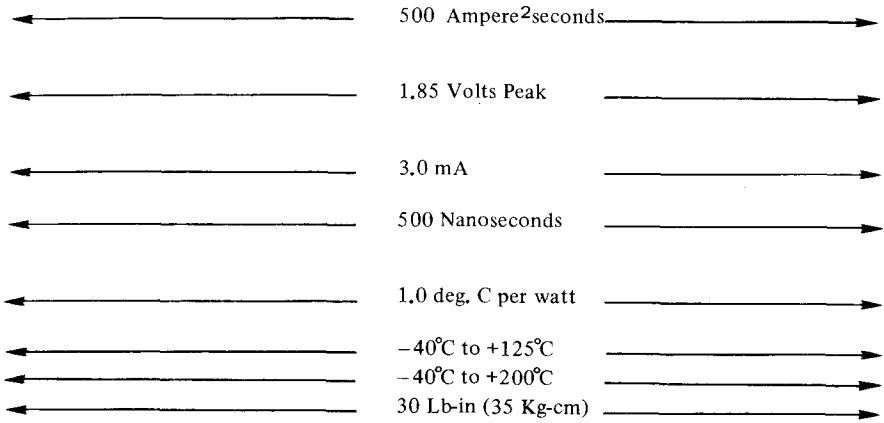 500 Ampere2seconds
1.85 Volts Peak
3.0 mA
500 Nanoseconds
1.0 deg. C per watt
–40°C to +125°C
–40°C to +200°C
30 Lb-in (35 Kg-cm)